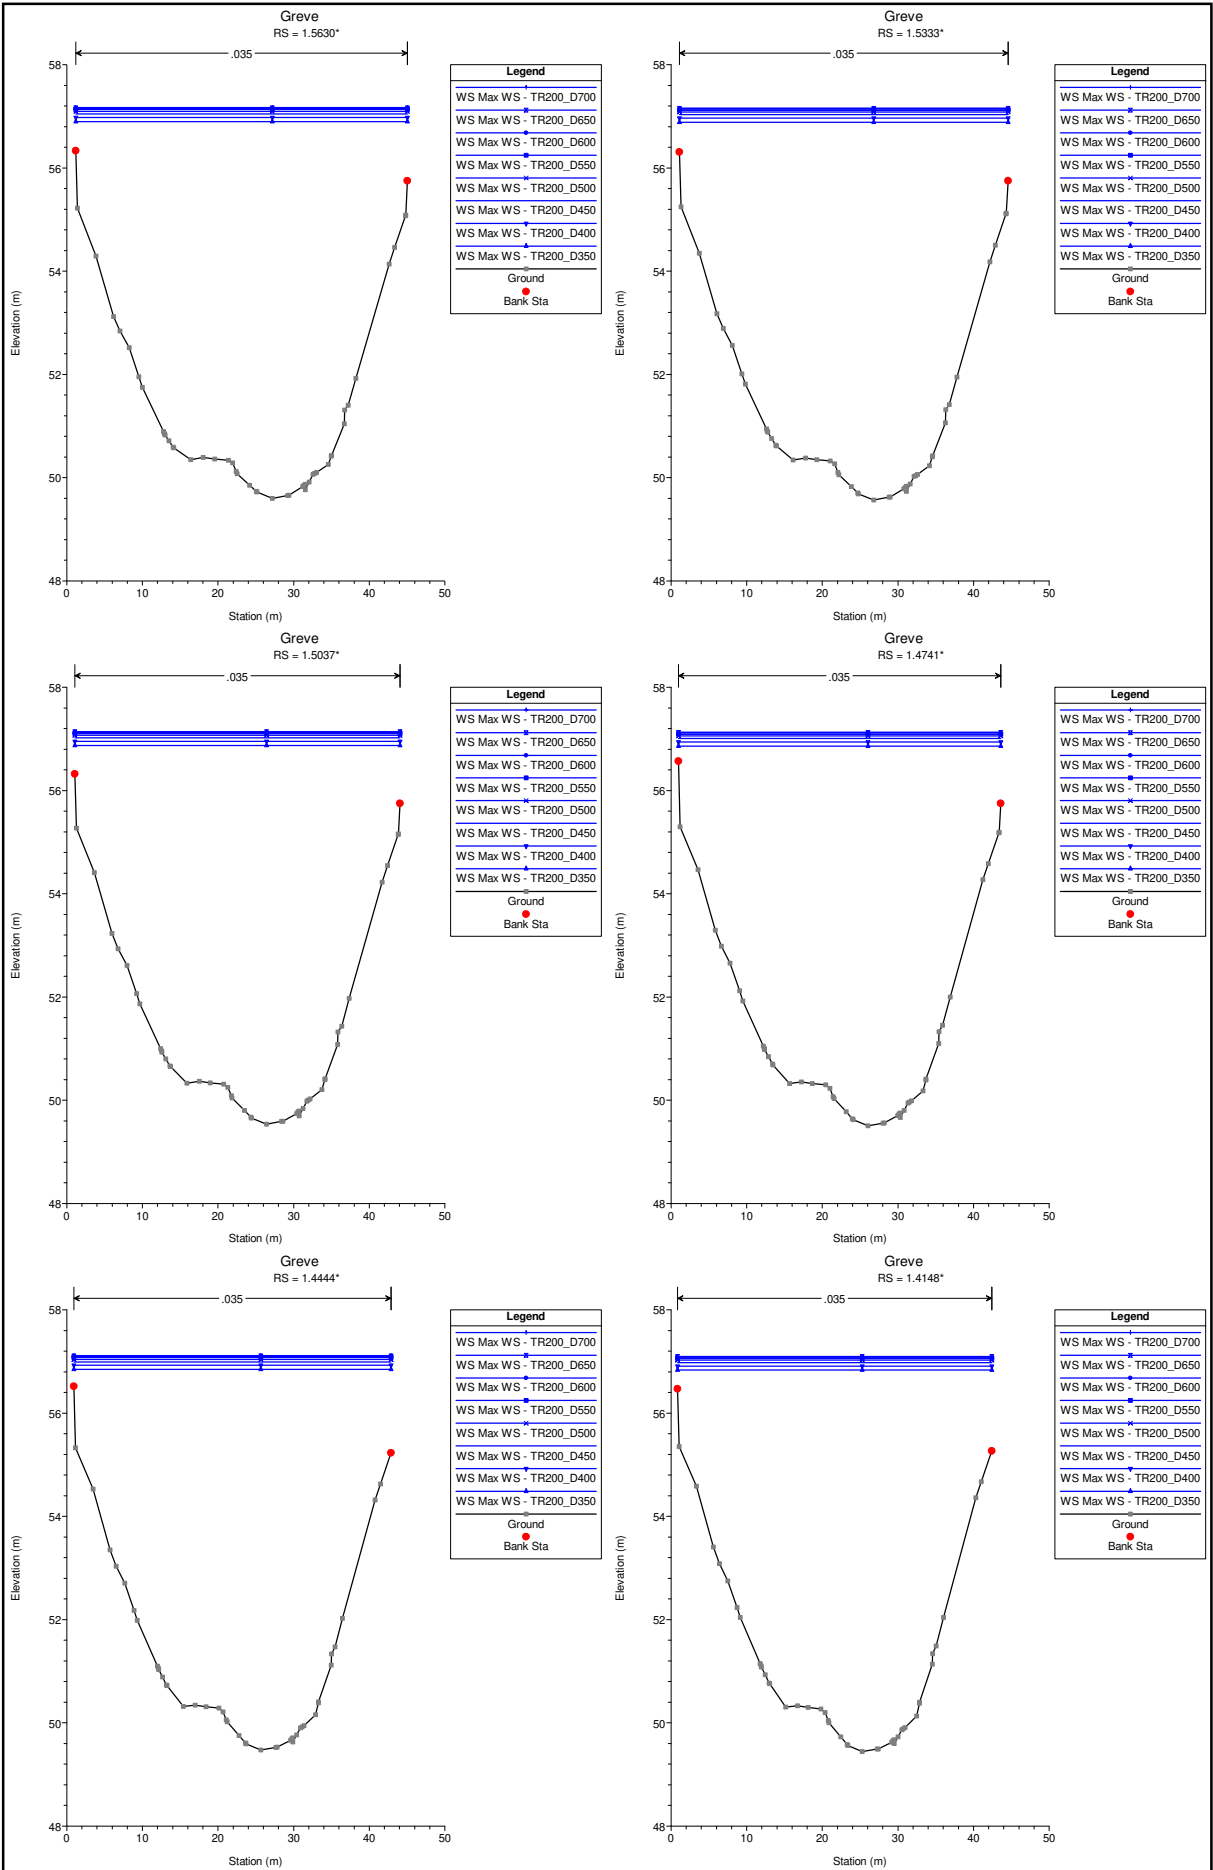 Greve
RS = 1.5630*
.035
58
56
54
52
50
48
0 10 20 30 40 50
Elevation (m)
Station (m)
Legend
WS Max WS - TR200_D700
WS Max WS - TR200_D650
WS Max WS - TR200_D600
WS Max WS - TR200_D550
WS Max WS - TR200_D500
WS Max WS - TR200_D450
WS Max WS - TR200_D400
WS Max WS - TR200_D350
Ground
Bank Sta
Greve
RS = 1.5333*
.035
58
56
54
52
50
48
0 10 20 30 40 50
Elevation (m)
Station (m)
Legend
WS Max WS - TR200_D700
WS Max WS - TR200_D650
WS Max WS - TR200_D600
WS Max WS - TR200_D550
WS Max WS - TR200_D500
WS Max WS - TR200_D450
WS Max WS - TR200_D400
WS Max WS - TR200_D350
Ground
Bank Sta
Greve
RS = 1.5037*
.035
58
56
54
52
50
48
0 10 20 30 40 50
Elevation (m)
Station (m)
Legend
WS Max WS - TR200_D700
WS Max WS - TR200_D650
WS Max WS - TR200_D600
WS Max WS - TR200_D550
WS Max WS - TR200_D500
WS Max WS - TR200_D450
WS Max WS - TR200_D400
WS Max WS - TR200_D350
Ground
Bank Sta
Greve
RS = 1.4741*
.035
58
56
54
52
50
48
0 10 20 30 40 50
Elevation (m)
Station (m)
Legend
WS Max WS - TR200_D700
WS Max WS - TR200_D650
WS Max WS - TR200_D600
WS Max WS - TR200_D550
WS Max WS - TR200_D500
WS Max WS - TR200_D450
WS Max WS - TR200_D400
WS Max WS - TR200_D350
Ground
Bank Sta
Greve
RS = 1.4444*
.035
58
56
54
52
50
48
0 10 20 30 40 50
Elevation (m)
Station (m)
Legend
WS Max WS - TR200_D700
WS Max WS - TR200_D650
WS Max WS - TR200_D600
WS Max WS - TR200_D550
WS Max WS - TR200_D500
WS Max WS - TR200_D450
WS Max WS - TR200_D400
WS Max WS - TR200_D350
Ground
Bank Sta
Greve
RS = 1.4148*
.035
58
56
54
52
50
48
0 10 20 30 40 50
Elevation (m)
Station (m)
Legend
WS Max WS - TR200_D700
WS Max WS - TR200_D650
WS Max WS - TR200_D600
WS Max WS - TR200_D550
WS Max WS - TR200_D500
WS Max WS - TR200_D450
WS Max WS - TR200_D400
WS Max WS - TR200_D350
Ground
Bank Sta